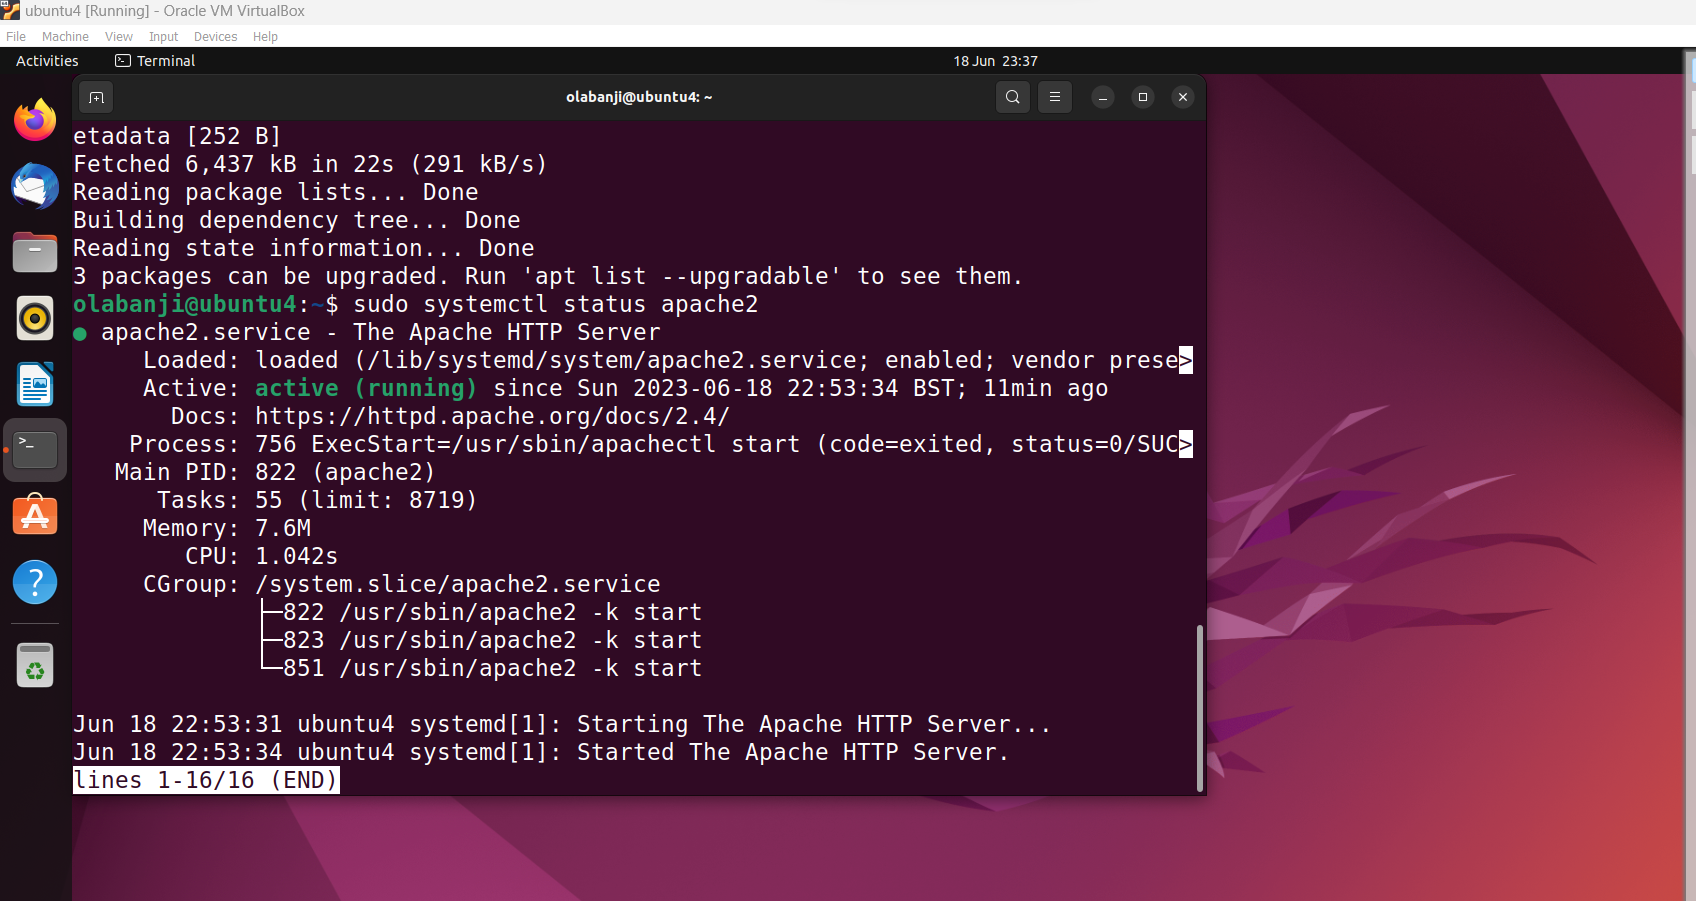 ubuntu4 [Running] - Oracle VM VirtualBox
File Machine View Input Devices Help
Activities Terminal 18 Jun 23:37
olabanji@ubuntu4: ~
etadata [252 B]
Fetched 6,437 kB in 22s (291 kB/s)
Reading package lists... Done
Building dependency tree... Done
Reading state information... Done
3 packages can be upgraded. Run 'apt list --upgradable' to see them.
olabanji@ubuntu4:~$ sudo systemctl status apache2
● apache2.service - The Apache HTTP Server
Loaded: loaded (/lib/systemd/system/apache2.service; enabled; vendor prese>
Active: active (running) since Sun 2023-06-18 22:53:34 BST; 11min ago
Docs: https://httpd.apache.org/docs/2.4/
Process: 756 ExecStart=/usr/sbin/apachectl start (code=exited, status=0/SUC>
Main PID: 822 (apache2)
Tasks: 55 (limit: 8719)
Memory: 7.6M
CPU: 1.042s
CGroup: /system.slice/apache2.service
├─822 /usr/sbin/apache2 -k start
├─823 /usr/sbin/apache2 -k start
└─851 /usr/sbin/apache2 -k start
Jun 18 22:53:31 ubuntu4 systemd[1]: Starting The Apache HTTP Server...
Jun 18 22:53:34 ubuntu4 systemd[1]: Started The Apache HTTP Server.
lines 1-16/16 (END)